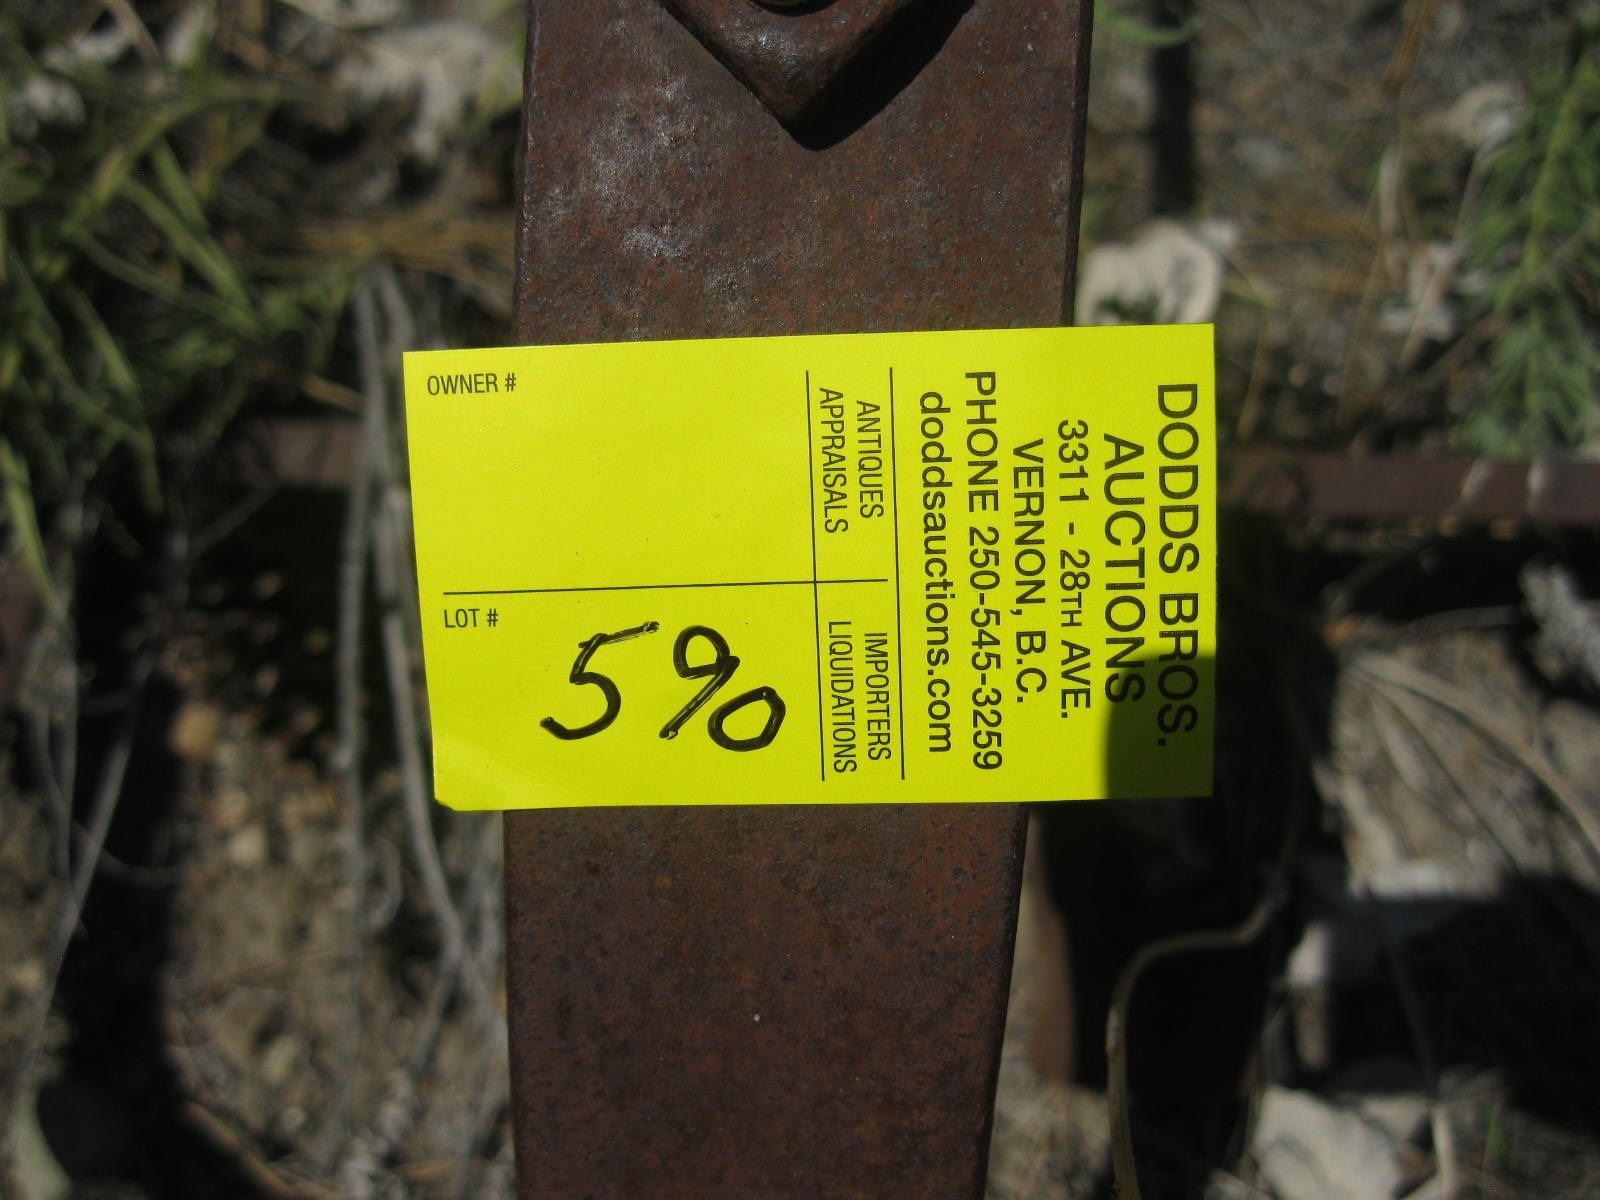 DODDS BROS.
AUCTIONS
3311 - 28TH AVE.
VERNON, B.C.
PHONE 250-545-3259
doddsauctions.com
ANTIQUES
APPRAISALS
IMPORTERS
LIQUIDATIONS
OWNER #
LOT #
590